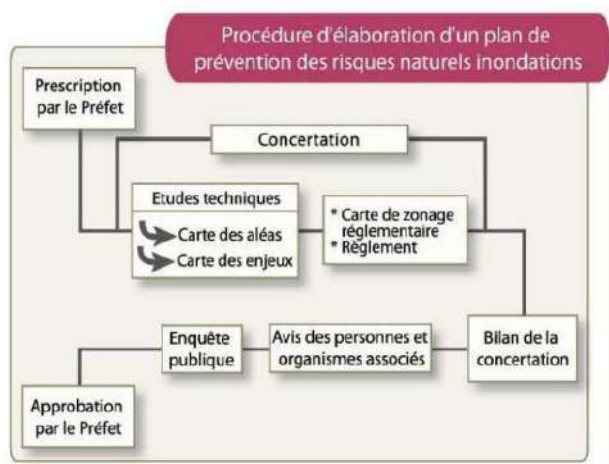 Procédure d'élaboration d'un plan de
prévention des risques naturels inondations
Prescription
par le Préfet
Concertation
Etudes techniques
Carte des aléas
Carte des enjeux
* Carte de zonage
réglementaire
* Règlement
Bilan de la
concertation
Avis des personnes et
organismes associés
Enquête
publique
Approbation
par le Préfet